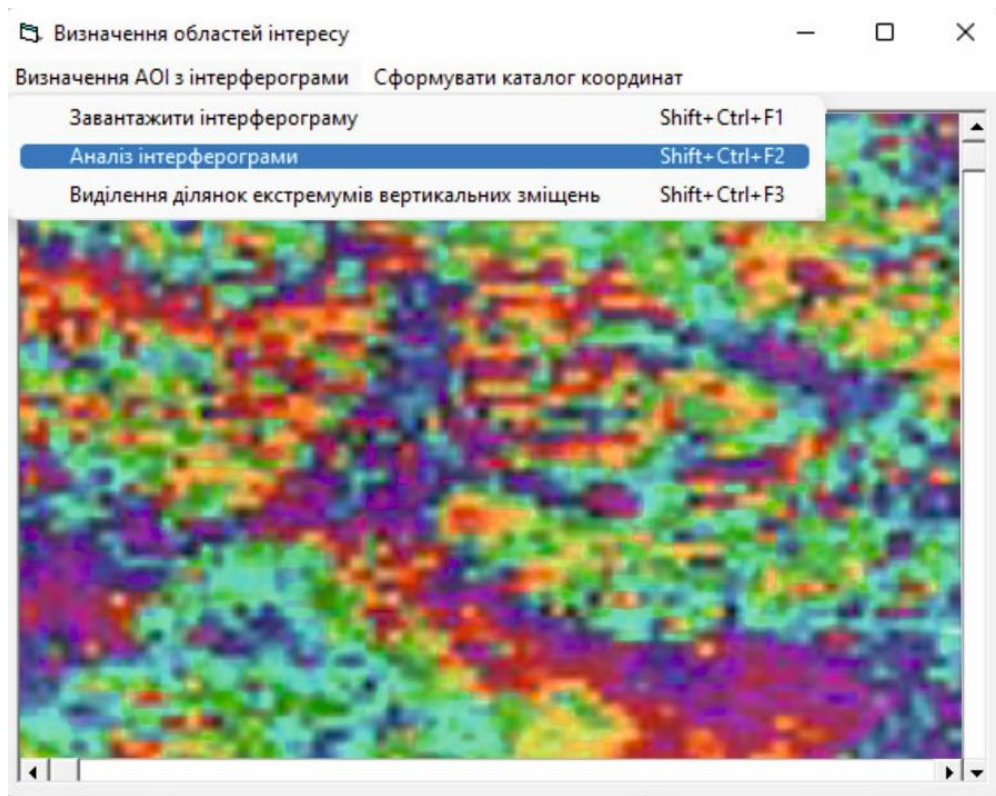 Визначення областей інтересу
Визначення AOI з інтерферограми Сформувати каталог координат
Завантажити інтерферограму Shift+Ctrl+F1
Аналіз інтерферограми Shift+Ctrl+F2
Виділення ділянок екстремумів вертикальних зміщень Shift+Ctrl+F3